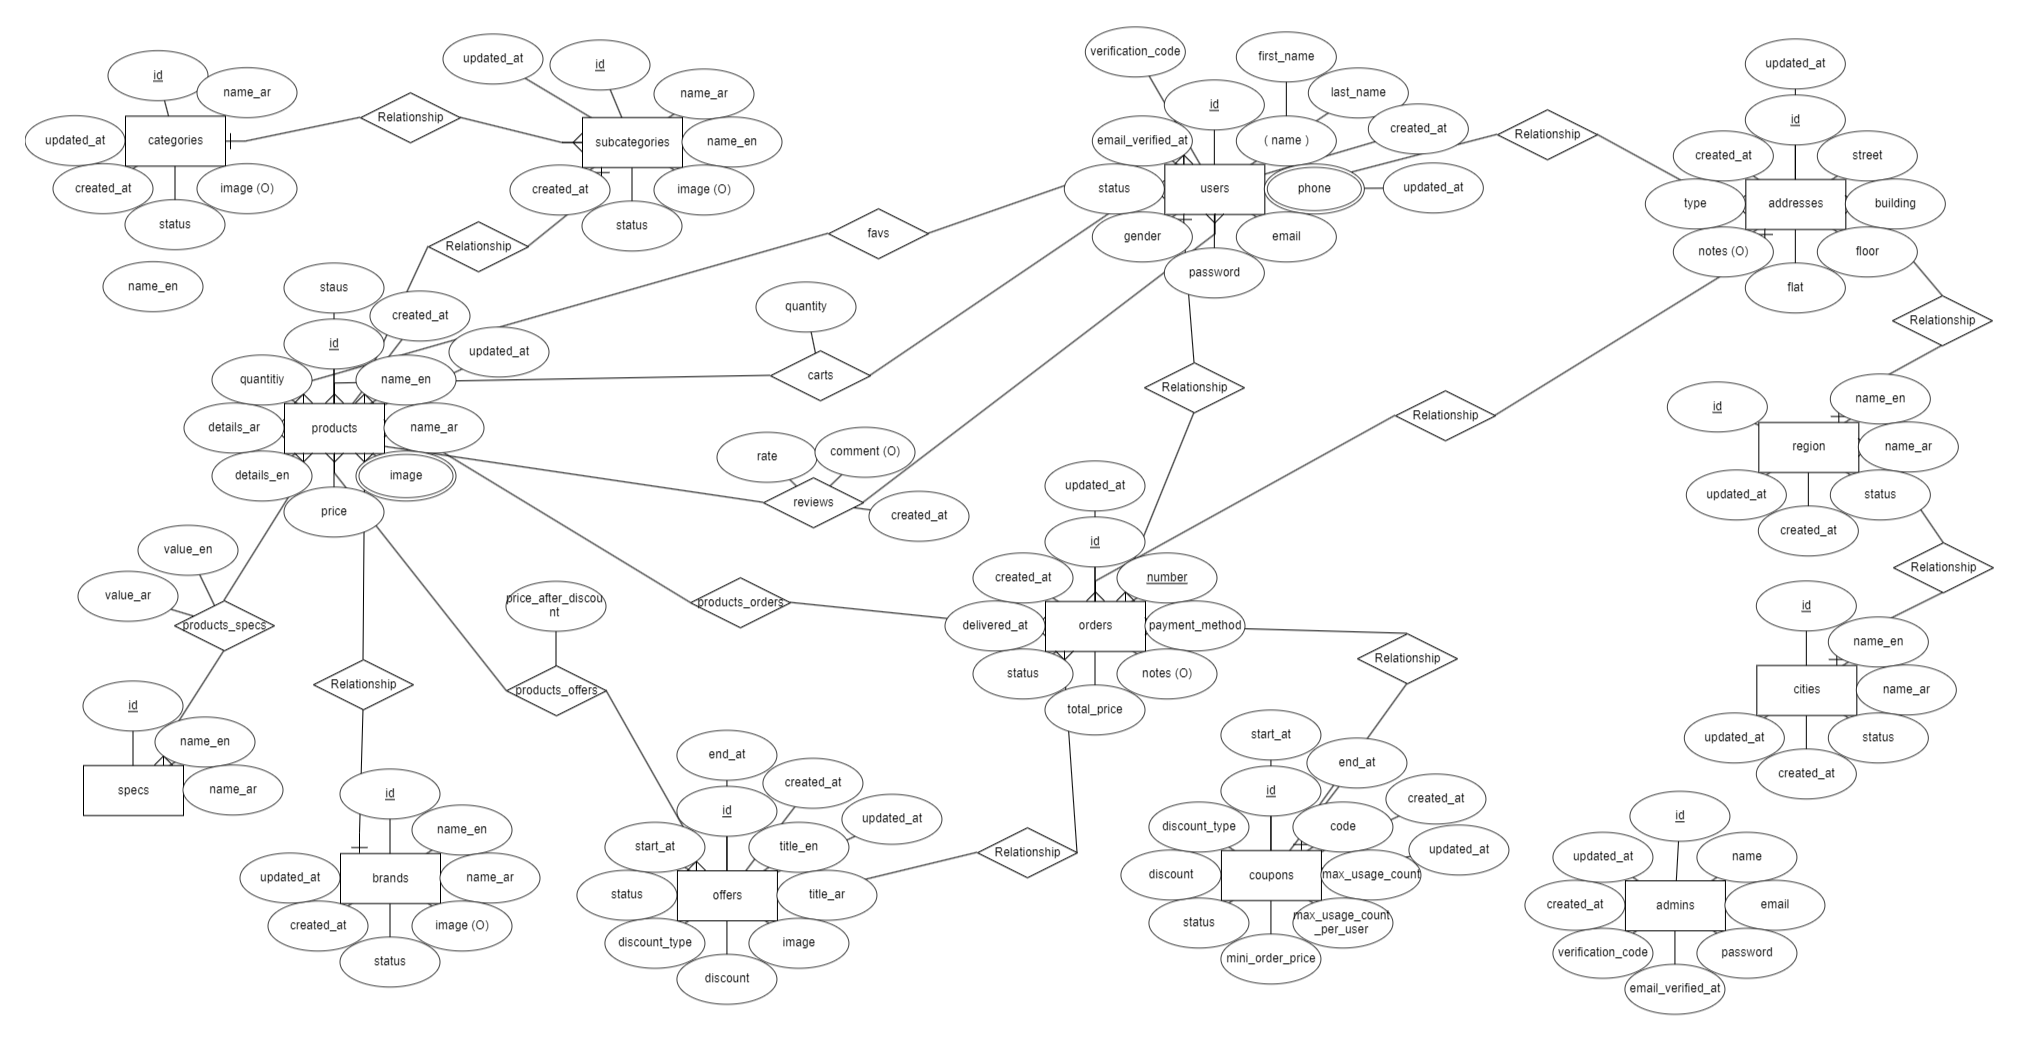 id
name_ar
updated_at
categories
created_at
image (O)
status
name_en
Relationship
updated_at
id
name_ar
subcategories
name_en
created_at
image (O)
status
Relationship
verification_code
first_name
id
last_name
email_verified_at
( name )
created_at
status
users
phone
updated_at
gender
email
password
Relationship
updated_at
id
created_at
street
type
addresses
building
notes (O)
floor
flat
Relationship
favs
quantity
carts
rate
comment (O)
reviews
created_at
staus
created_at
id
updated_at
quantitiy
name_en
details_ar
products
name_ar
details_en
image
price
value_en
value_ar
products_specs
id
name_en
specs
name_ar
Relationship
id
name_en
updated_at
brands
name_ar
created_at
image (O)
status
price_after_discou
nt
products_offers
products_orders
end_at
id
created_at
updated_at
start_at
title_en
status
offers
title_ar
discount_type
image
discount
Relationship
Relationship
Relationship
updated_at
id
created_at
number
delivered_at
orders
payment_method
status
notes (O)
total_price
Relationship
start_at
end_at
id
created_at
discount_type
code
updated_at
discount
coupons
max_usage_count
status
max_usage_count
_per_user
mini_order_price
id
name_en
region
name_ar
updated_at
status
created_at
Relationship
id
name_en
cities
name_ar
updated_at
status
created_at
id
updated_at
name
created_at
admins
email
verification_code
password
email_verified_at